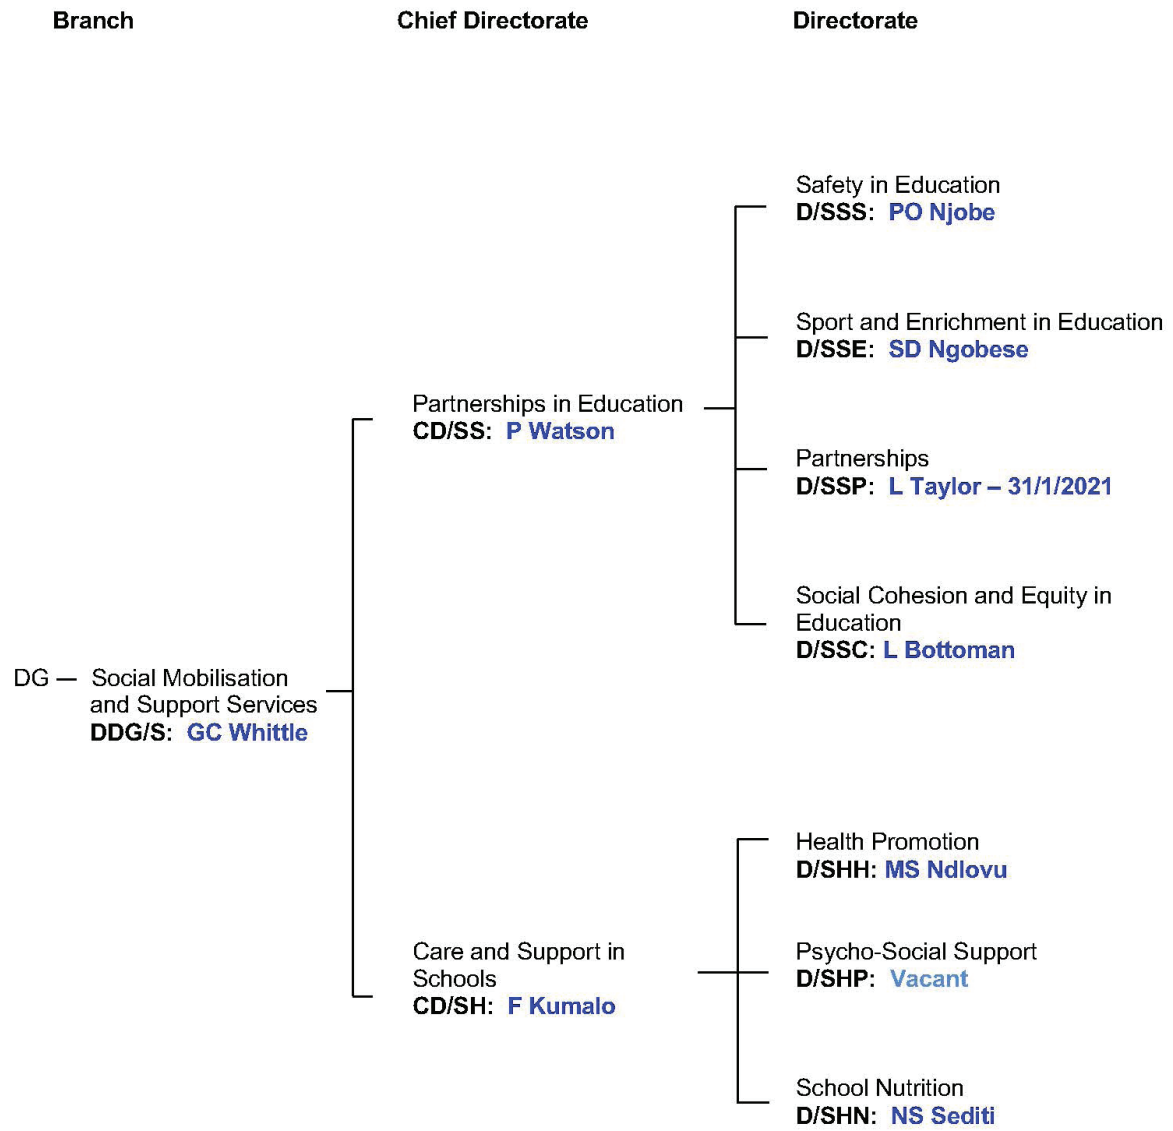 Branch Chief Directorate Directorate
Safety in Education
D/SSS: PO Njobe
Sport and Enrichment in Education
D/SSE: SD Ngobese
Partnerships in Education
CD/SS: P Watson
Partnerships
D/SSP: L Taylor – 31/1/2021
Social Cohesion and Equity in
Education
D/SSC: L Bottoman
DG — Social Mobilisation
and Support Services
DDG/S: GC Whittle
Health Promotion
D/SHH: MS Ndlovu
Care and Support in
Schools
CD/SH: F Kumalo
Psycho-Social Support
D/SHP: Vacant
School Nutrition
D/SHN: NS Sediti